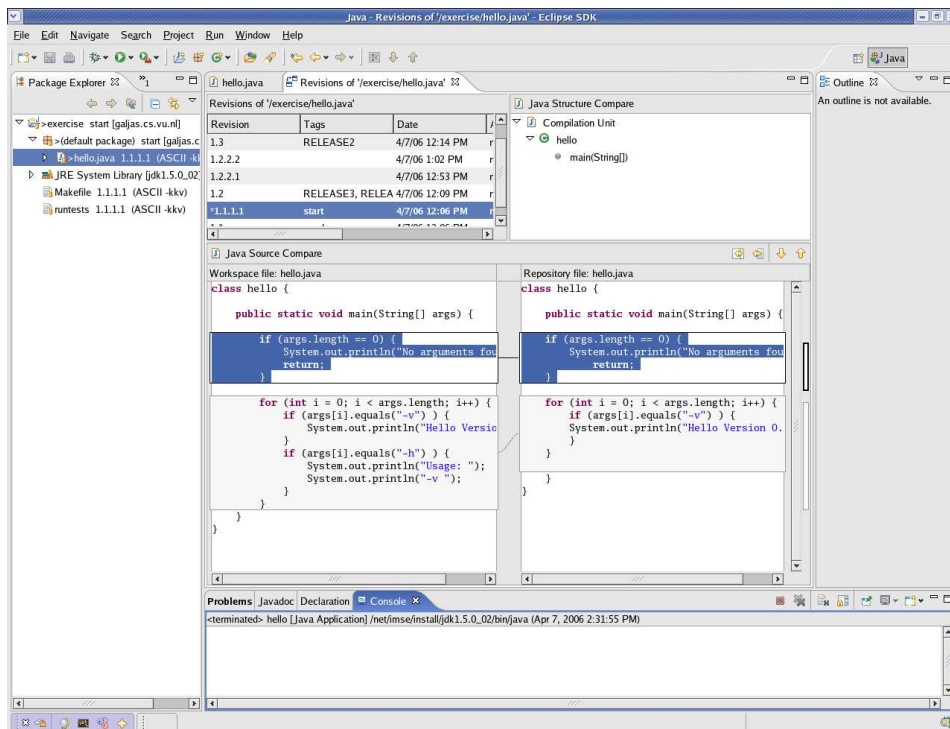 Java - Revisions of '/exercise/hello.java' - Eclipse SDK
File Edit Navigate Search Project Run Window Help
Java
Package Explorer
»1
>exercise start [galjas.cs.vu.nl]
>(default package) start [galjas.c
>hello.java 1.1.1.1 (ASCII -kk
JRE System Library [jdk1.5.0_02]
Makefile 1.1.1.1 (ASCII -kkv)
runtests 1.1.1.1 (ASCII -kkv)
hello.java Revisions of '/exercise/hello.java'
Revisions of '/exercise/hello.java'
Revision Tags Date
1.3 RELEASE2 4/7/06 12:14 PM r
1.2.2.2 4/7/06 1:02 PM r
1.2.2.1 4/7/06 12:53 PM r
1.2 RELEASE3, RELEA 4/7/06 12:09 PM r
*1.1.1.1 start 4/7/06 12:06 PM r
Java Structure Compare
Compilation Unit
hello
main(String[])
Outline
An outline is not available.
Java Source Compare
Workspace file: hello.java
class hello {
public static void main(String[] args) {
if (args.length == 0) {
System.out.println("No arguments fou
return;
}
for (int i = 0; i < args.length; i++) {
if (args[i].equals("-v") ) {
System.out.println("Hello Versio
}
if (args[i].equals("-h") ) {
System.out.println("Usage: ");
System.out.println("-v ");
}
}
}
}
Repository file: hello.java
class hello {
public static void main(String[] args) {
if (args.length == 0) {
System.out.println("No arguments fou
return;
}
for (int i = 0; i < args.length; i++) {
if (args[i].equals("-v") ) {
System.out.println("Hello Version 0.
}
}
}
}
Problems Javadoc Declaration Console
<terminated> hello [Java Application] /net/imse/install/jdk1.5.0_02/bin/java (Apr 7, 2006 2:31:55 PM)